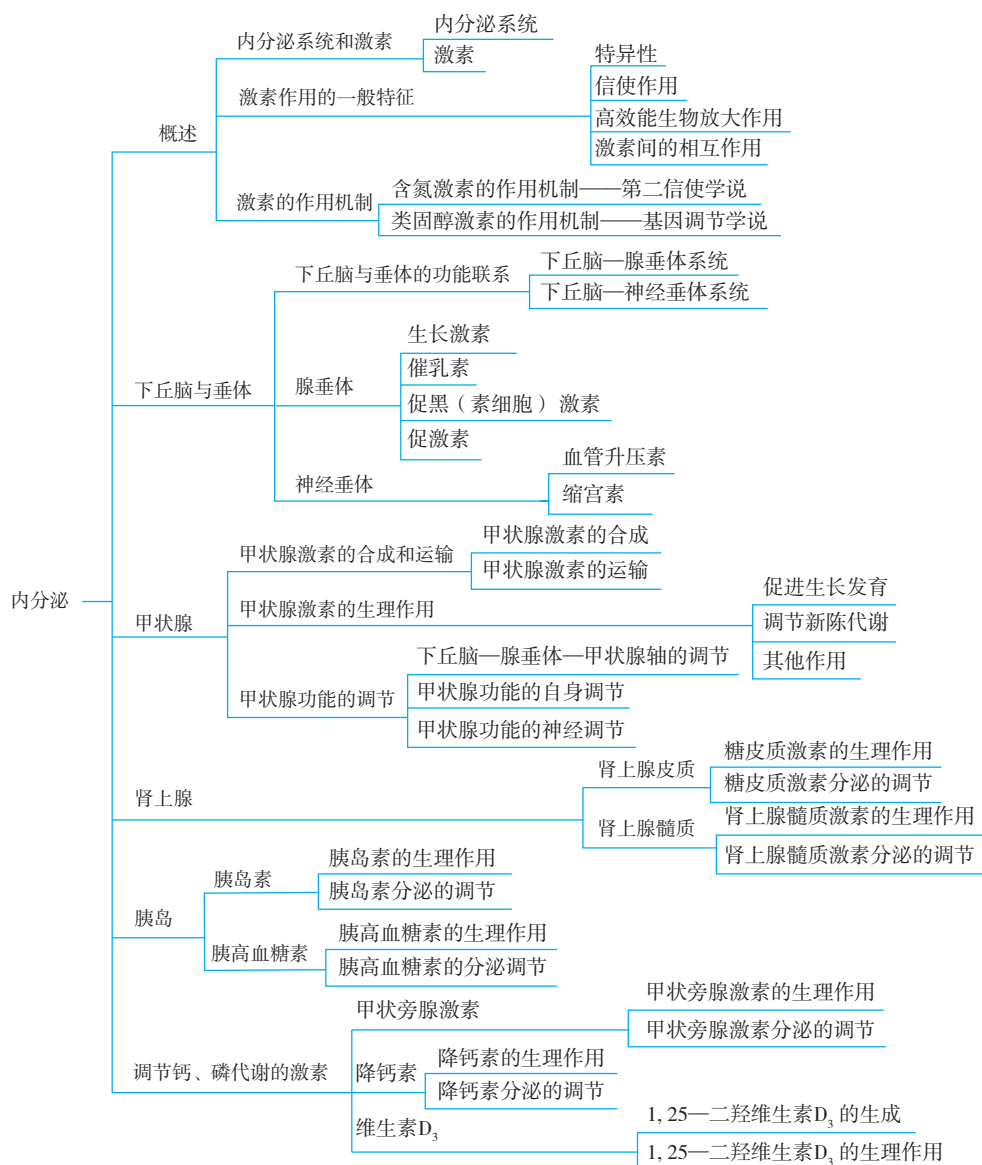 内分泌
概述
内分泌系统和激素
内分泌系统
激素
激素作用的一般特征
特异性
信使作用
高效能生物放大作用
激素间的相互作用
激素的作用机制
含氮激素的作用机制——第二信使学说
类固醇激素的作用机制——基因调节学说
下丘脑与垂体
下丘脑与垂体的功能联系
下丘脑—腺垂体系统
下丘脑—神经垂体系统
腺垂体
生长激素
催乳素
促黑（素细胞）激素
促激素
神经垂体
血管升压素
缩宫素
甲状腺
甲状腺激素的合成和运输
甲状腺激素的合成
甲状腺激素的运输
甲状腺激素的生理作用
促进生长发育
调节新陈代谢
其他作用
甲状腺功能的调节
下丘脑—腺垂体—甲状腺轴的调节
甲状腺功能的自身调节
甲状腺功能的神经调节
肾上腺
肾上腺皮质
糖皮质激素的生理作用
糖皮质激素分泌的调节
肾上腺髓质
肾上腺髓质激素的生理作用
肾上腺髓质激素分泌的调节
胰岛
胰岛素
胰岛素的生理作用
胰岛素分泌的调节
胰高血糖素
胰高血糖素的生理作用
胰高血糖素的分泌调节
调节钙、磷代谢的激素
甲状旁腺激素
甲状旁腺激素的生理作用
甲状旁腺激素分泌的调节
降钙素
降钙素的生理作用
降钙素分泌的调节
维生素D₃
1, 25—二羟维生素D₃ 的生成
1, 25—二羟维生素D₃ 的生理作用